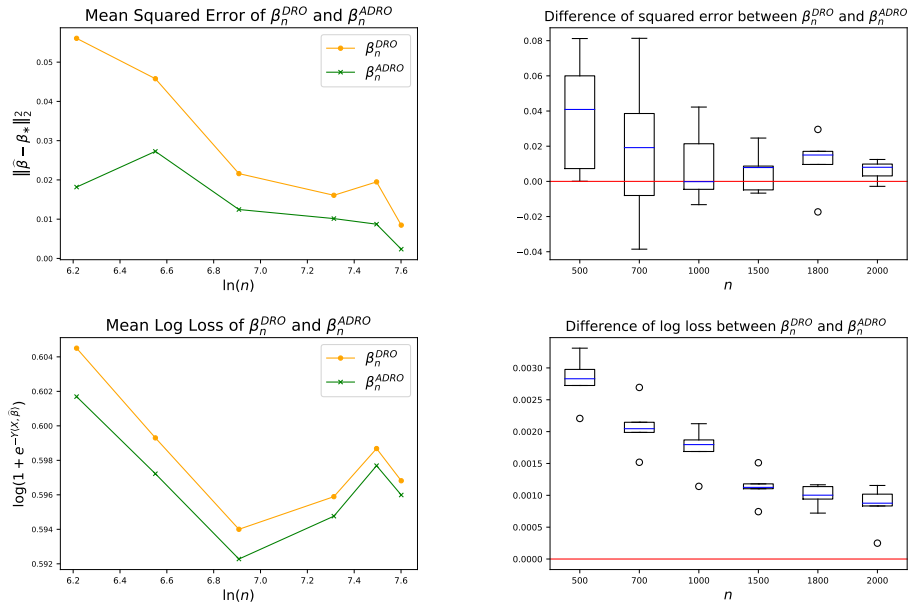 Mean Squared Error of β_n^{DRO} and β_n^{ADRO}
β_n^{DRO}
β_n^{ADRO}
‖β̂ − β_*‖_2^2
0.05
0.04
0.03
0.02
0.01
0.00
6.2 6.4 6.6 6.8 7.0 7.2 7.4 7.6
ln(n)
Difference of squared error between β_n^{DRO} and β_n^{ADRO}
0.08
0.06
0.04
0.02
0.00
−0.02
−0.04
500 700 1000 1500 1800 2000
n
Mean Log Loss of β_n^{DRO} and β_n^{ADRO}
β_n^{DRO}
β_n^{ADRO}
log(1 + e^{−Y⟨X, β̂⟩})
0.604
0.602
0.600
0.598
0.596
0.594
0.592
6.2 6.4 6.6 6.8 7.0 7.2 7.4 7.6
ln(n)
Difference of log loss between β_n^{DRO} and β_n^{ADRO}
0.0030
0.0025
0.0020
0.0015
0.0010
0.0005
0.0000
500 700 1000 1500 1800 2000
n